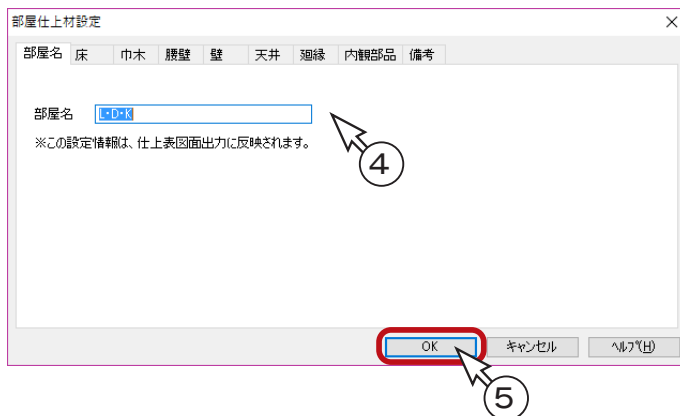 部屋仕上材設定
部屋名 床 巾木 腰壁 壁 天井 廻縁 内観部品 備考
部屋名 L・D・K
※この設定情報は、仕上表図面出力に反映されます。
4
OK キャンセル ヘルプ(H)
5